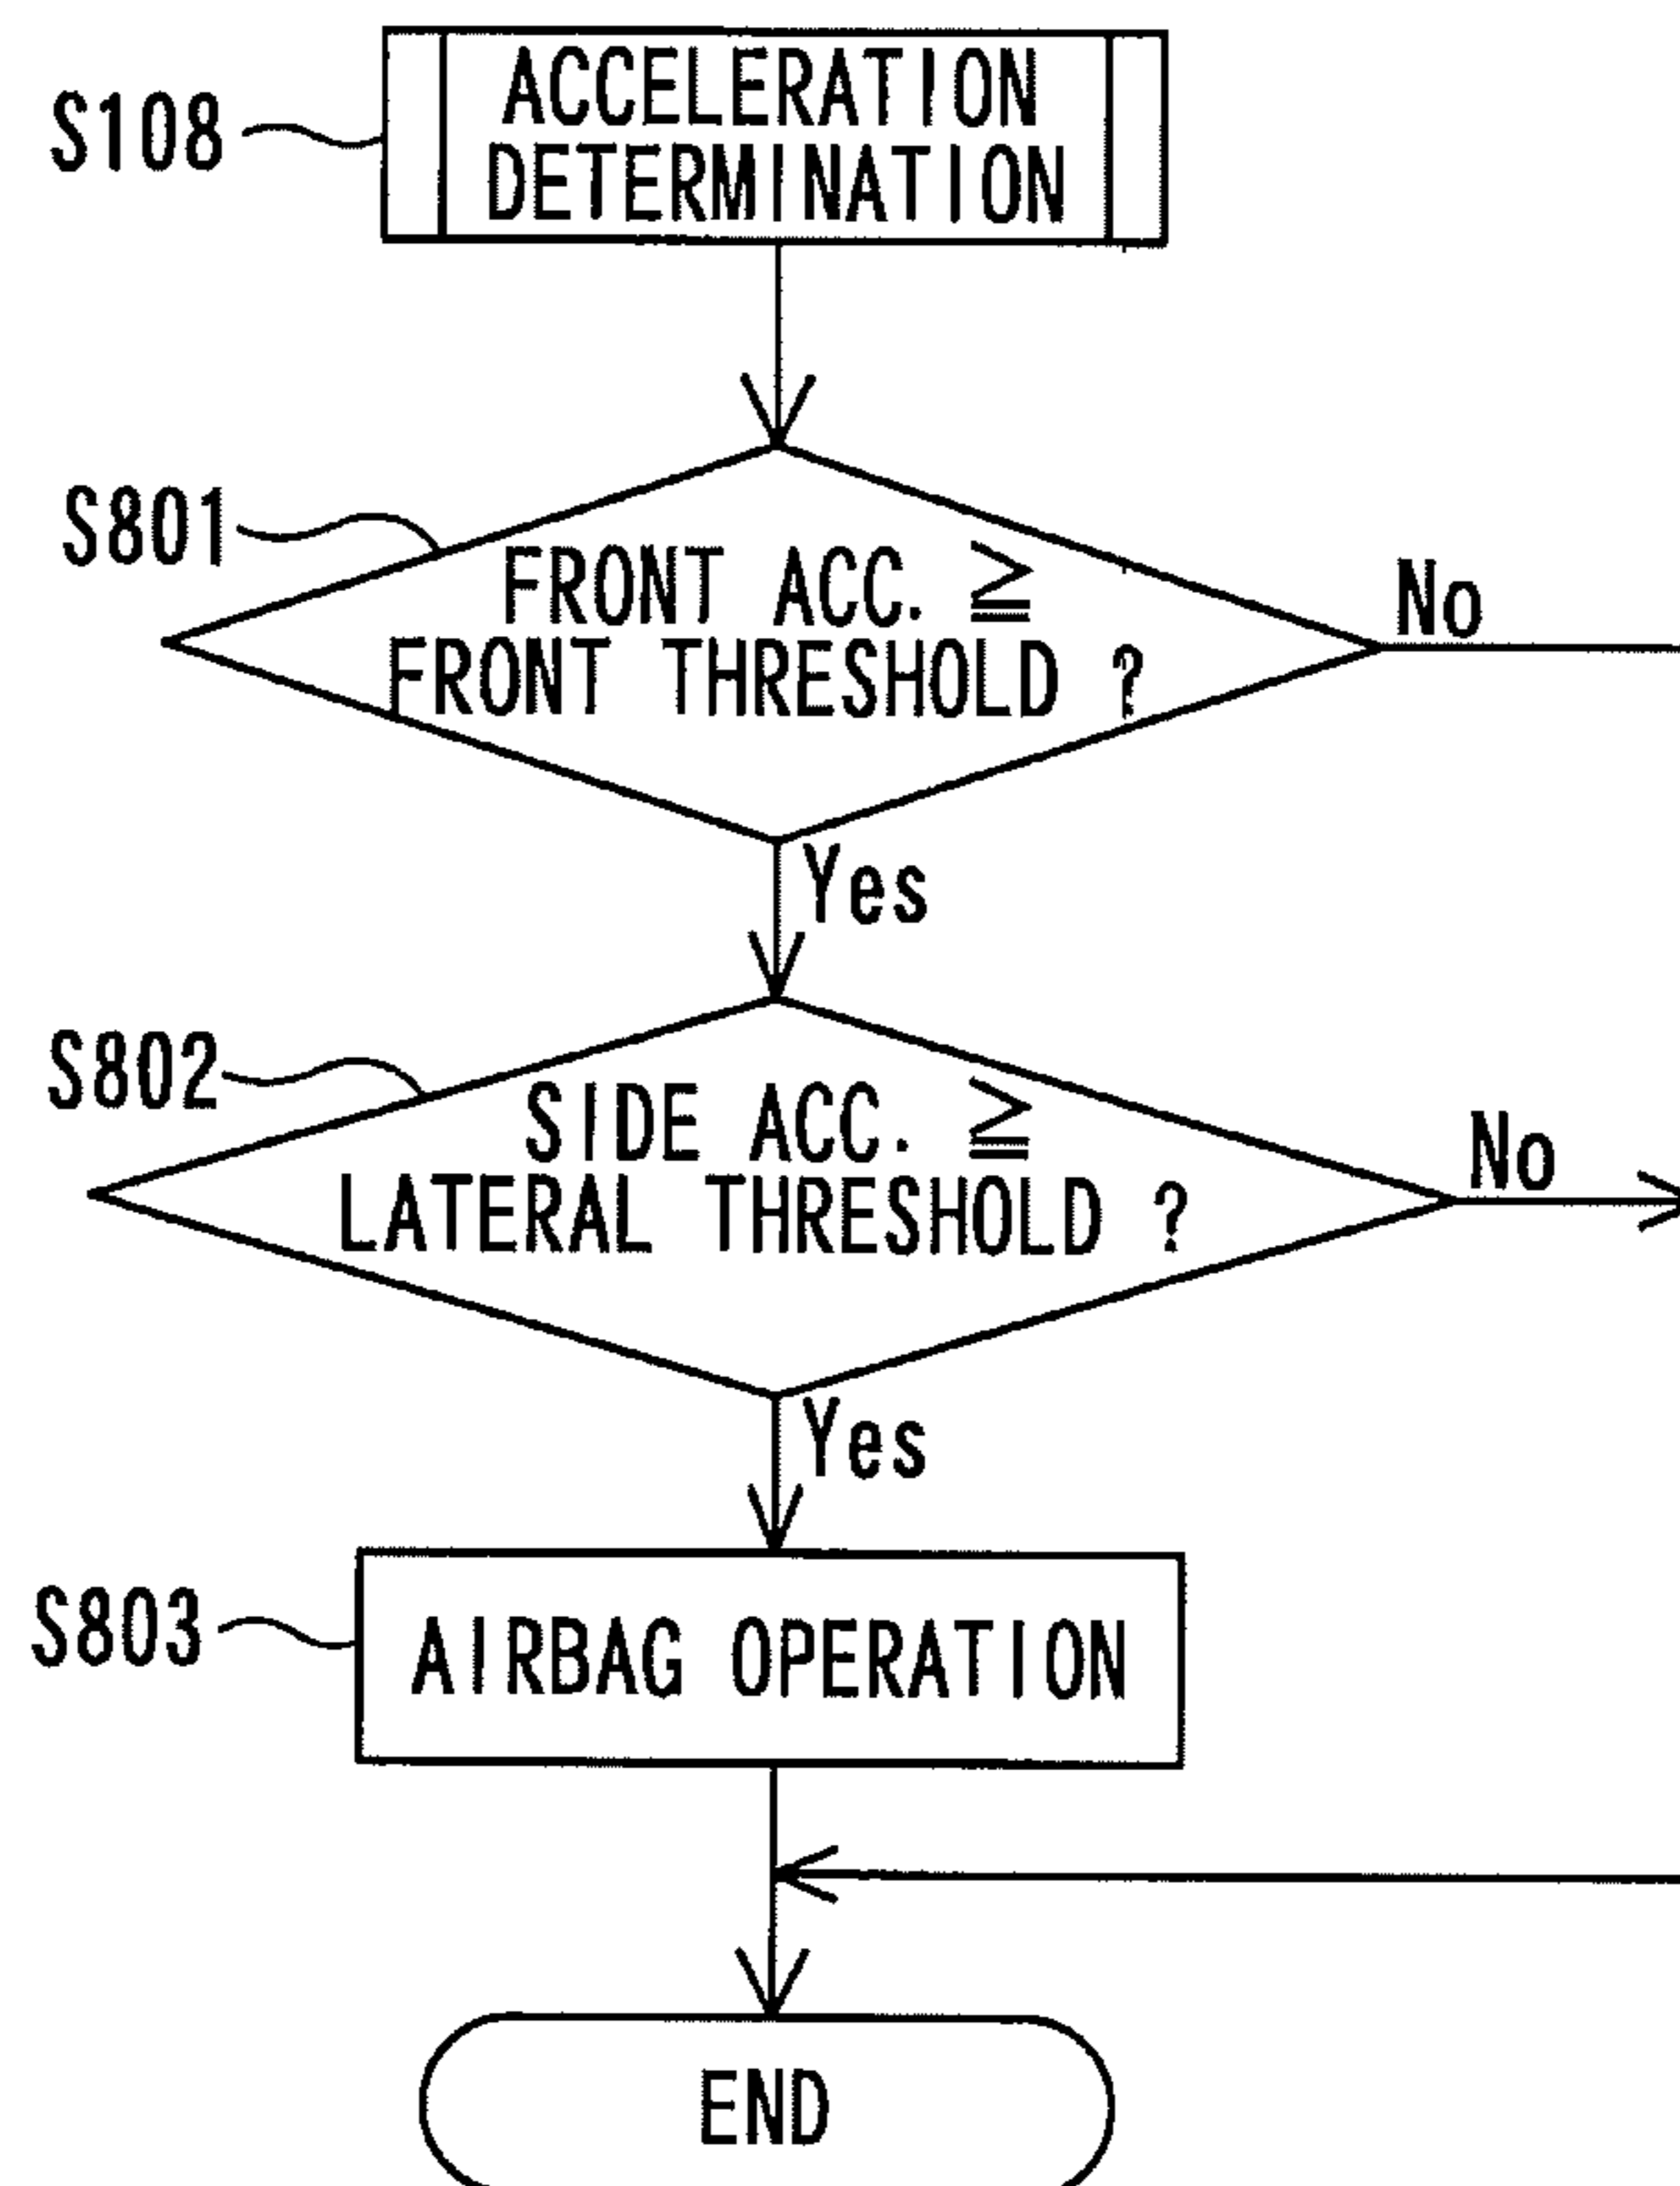 S108
ACCELERATION
DETERMINATION
S801
FRONT ACC. ≧
FRONT THRESHOLD ?
No
Yes
S802
SIDE ACC. ≧
LATERAL THRESHOLD ?
No
Yes
S803
AIRBAG OPERATION
END